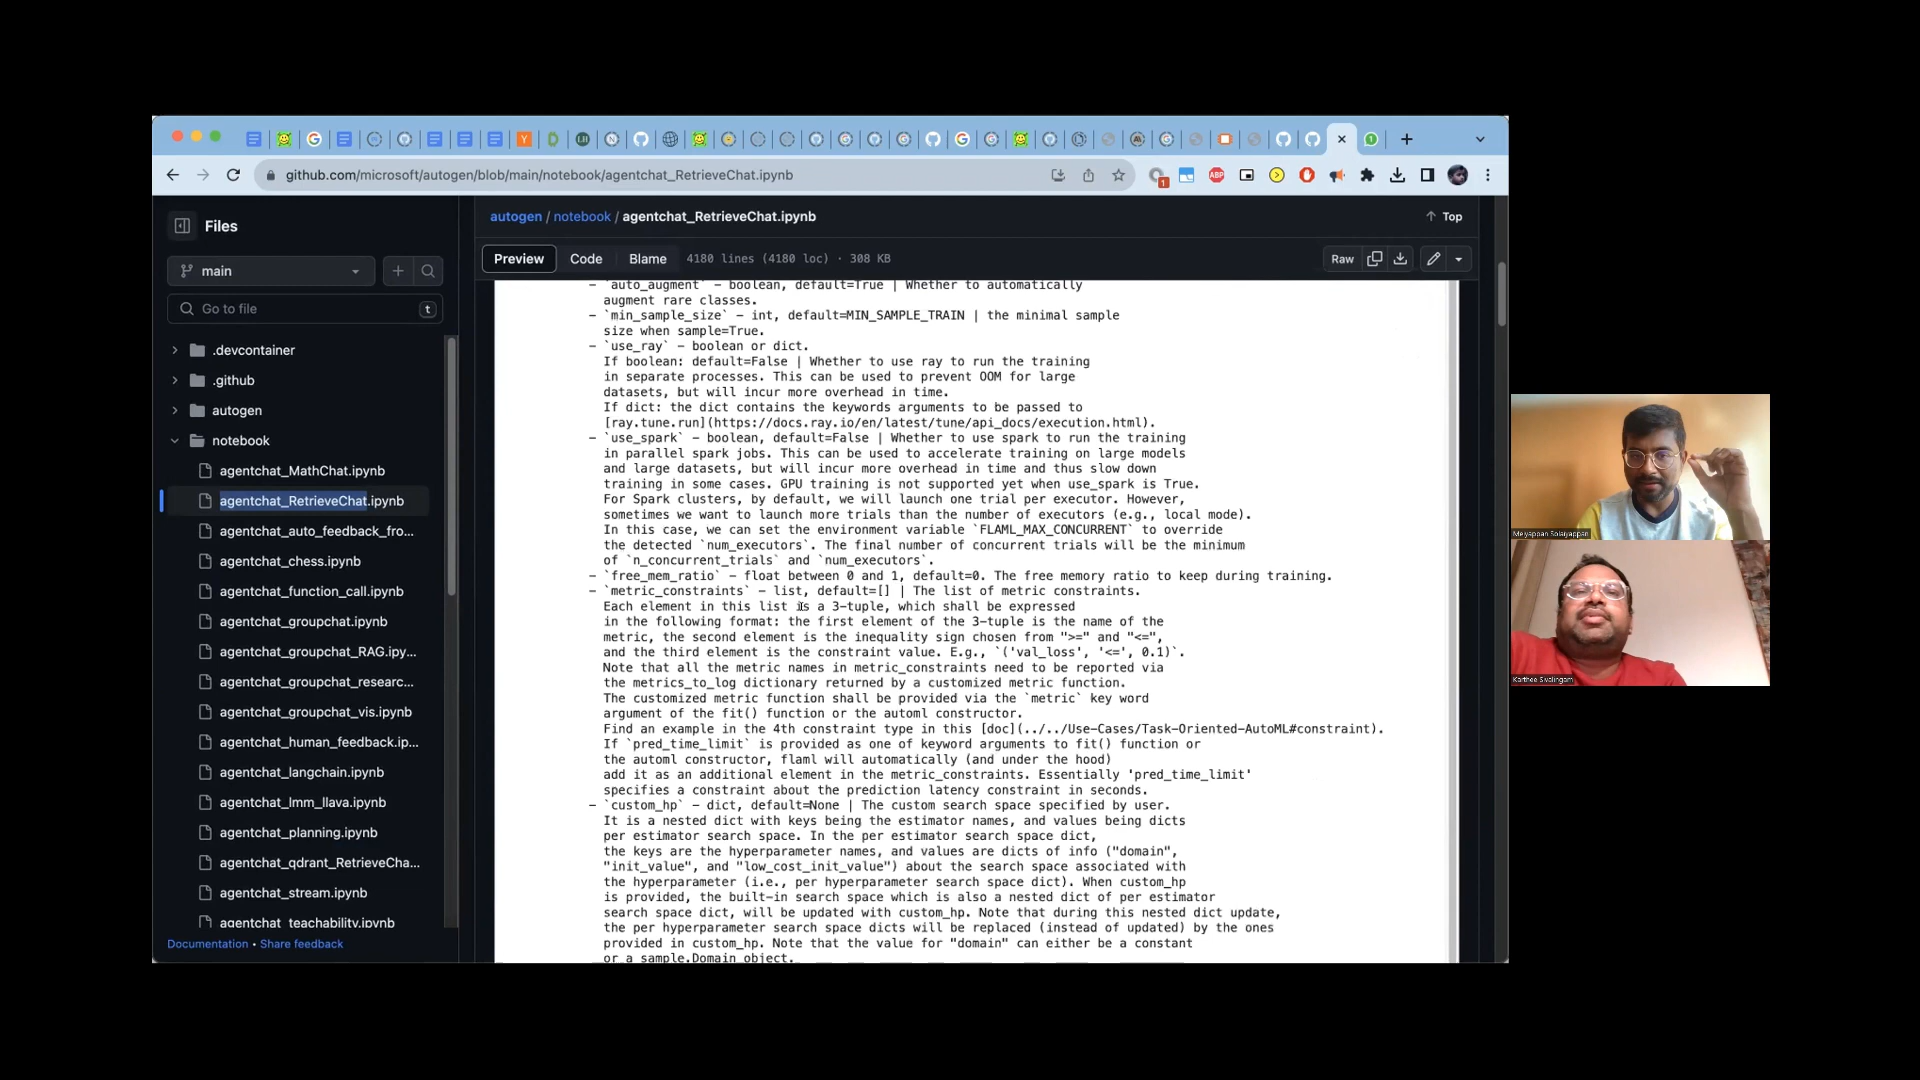 github.com/microsoft/autogen/blob/main/notebook/agentchat_RetrieveChat.ipynb
1
ABP
Files
main
Go to file
t
.devcontainer
.github
autogen
notebook
agentchat_MathChat.ipynb
agentchat_RetrieveChat.ipynb
agentchat_auto_feedback_fro...
agentchat_chess.ipynb
agentchat_function_call.ipynb
agentchat_groupchat.ipynb
agentchat_groupchat_RAG.ipy...
agentchat_groupchat_researc...
agentchat_groupchat_vis.ipynb
agentchat_human_feedback.ip...
agentchat_langchain.ipynb
agentchat_lmm_llava.ipynb
agentchat_planning.ipynb
agentchat_qdrant_RetrieveCha...
agentchat_stream.ipynb
agentchat_teachability.ipynb
Documentation • Share feedback
autogen / notebook / agentchat_RetrieveChat.ipynb
Top
Preview Code Blame 4180 lines (4180 loc) · 308 KB
Raw
- `auto_augment` - boolean, default=True | Whether to automatically
augment rare classes.
- `min_sample_size` - int, default=MIN_SAMPLE_TRAIN | the minimal sample
size when sample=True.
- `use_ray` - boolean or dict.
If boolean: default=False | Whether to use ray to run the training
in separate processes. This can be used to prevent OOM for large
datasets, but will incur more overhead in time.
If dict: the dict contains the keywords arguments to be passed to
[ray.tune.run](https://docs.ray.io/en/latest/tune/api_docs/execution.html).
- `use_spark` - boolean, default=False | Whether to use spark to run the training
in parallel spark jobs. This can be used to accelerate training on large models
and large datasets, but will incur more overhead in time and thus slow down
training in some cases. GPU training is not supported yet when use_spark is True.
For Spark clusters, by default, we will launch one trial per executor. However,
sometimes we want to launch more trials than the number of executors (e.g., local mode).
In this case, we can set the environment variable `FLAML_MAX_CONCURRENT` to override
the detected `num_executors`. The final number of concurrent trials will be the minimum
of `n_concurrent_trials` and `num_executors`.
- `free_mem_ratio` - float between 0 and 1, default=0. The free memory ratio to keep during training.
- `metric_constraints` - list, default=[] | The list of metric constraints.
Each element in this list is a 3-tuple, which shall be expressed
in the following format: the first element of the 3-tuple is the name of the
metric, the second element is the inequality sign chosen from ">=" and "<=",
and the third element is the constraint value. E.g., `('val_loss', '<=', 0.1)`.
Note that all the metric names in metric_constraints need to be reported via
the metrics_to_log dictionary returned by a customized metric function.
The customized metric function shall be provided via the `metric` key word
argument of the fit() function or the automl constructor.
Find an example in the 4th constraint type in this [doc](../../Use-Cases/Task-Oriented-AutoML#constraint).
If `pred_time_limit` is provided as one of keyword arguments to fit() function or
the automl constructor, flaml will automatically (and under the hood)
add it as an additional element in the metric_constraints. Essentially 'pred_time_limit'
specifies a constraint about the prediction latency constraint in seconds.
- `custom_hp` - dict, default=None | The custom search space specified by user.
It is a nested dict with keys being the estimator names, and values being dicts
per estimator search space. In the per estimator search space dict,
the keys are the hyperparameter names, and values are dicts of info ("domain",
"init_value", and "low_cost_init_value") about the search space associated with
the hyperparameter (i.e., per hyperparameter search space dict). When custom_hp
is provided, the built-in search space which is also a nested dict of per estimator
search space dict, will be updated with custom_hp. Note that during this nested dict update,
the per hyperparameter search space dicts will be replaced (instead of updated) by the ones
provided in custom_hp. Note that the value for "domain" can either be a constant
or a sample.Domain object.
Meiyappan Solaiyappan
Karthee Sivalingam